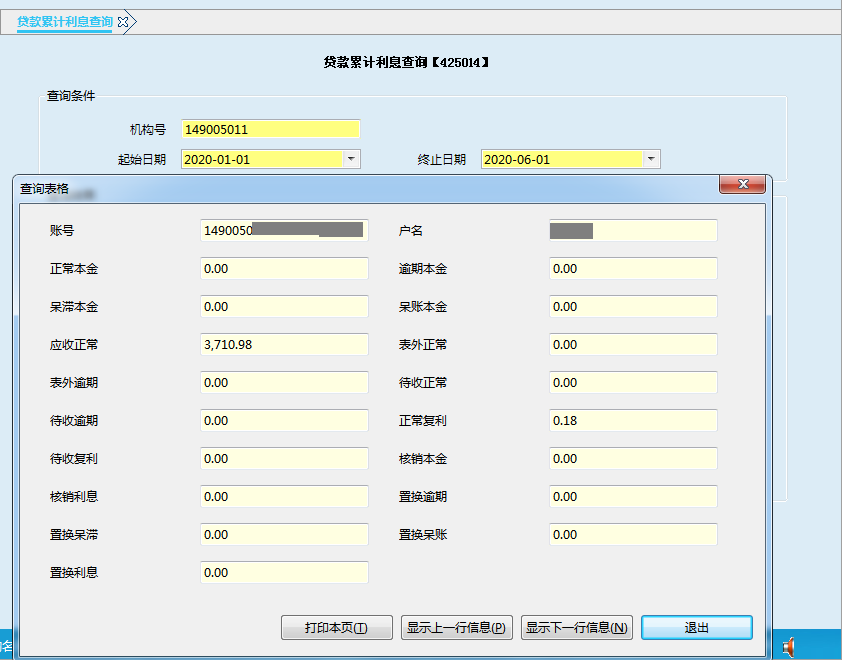 贷款累计利息查询
贷款累计利息查询【425014】
查询条件
机构号 149005011
起始日期 2020-01-01 终止日期 2020-06-01
查询表格
账号 1490050 户名
正常本金 0.00 逾期本金 0.00
呆滞本金 0.00 呆账本金 0.00
应收正常 3,710.98 表外正常 0.00
表外逾期 0.00 待收正常 0.00
待收逾期 0.00 正常复利 0.18
待收复利 0.00 核销本金 0.00
核销利息 0.00 置换逾期 0.00
置换呆滞 0.00 置换呆账 0.00
置换利息 0.00
打印本页(T) 显示上一行信息(P) 显示下一行信息(N) 退出
名